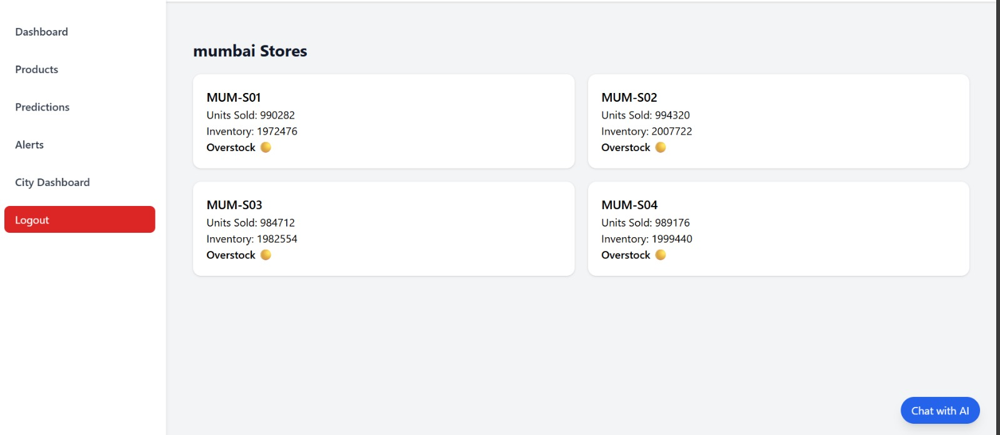 Dashboard
Products
Predictions
Alerts
City Dashboard
Logout
mumbai Stores
MUM-S01
Units Sold: 990282
Inventory: 1972476
Overstock 🟡
MUM-S02
Units Sold: 994320
Inventory: 2007722
Overstock 🟡
MUM-S03
Units Sold: 984712
Inventory: 1982554
Overstock 🟡
MUM-S04
Units Sold: 989176
Inventory: 1999440
Overstock 🟡
Chat with AI